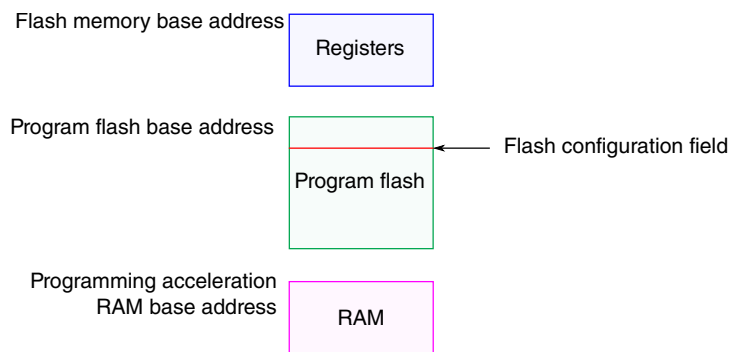 Flash memory base address
Registers
Program flash base address
Flash configuration field
Program flash
Programming acceleration
RAM base address
RAM